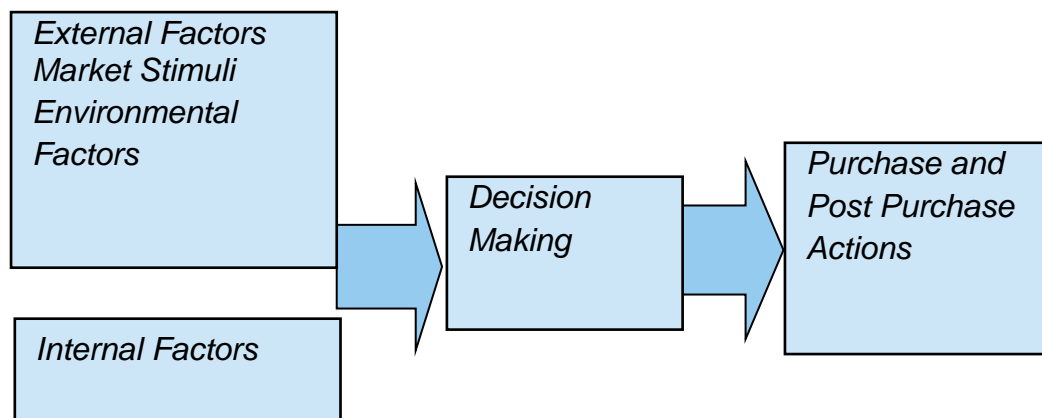 External Factors
Market Stimuli
Environmental
Factors
Internal Factors
Decision
Making
Purchase and
Post Purchase
Actions